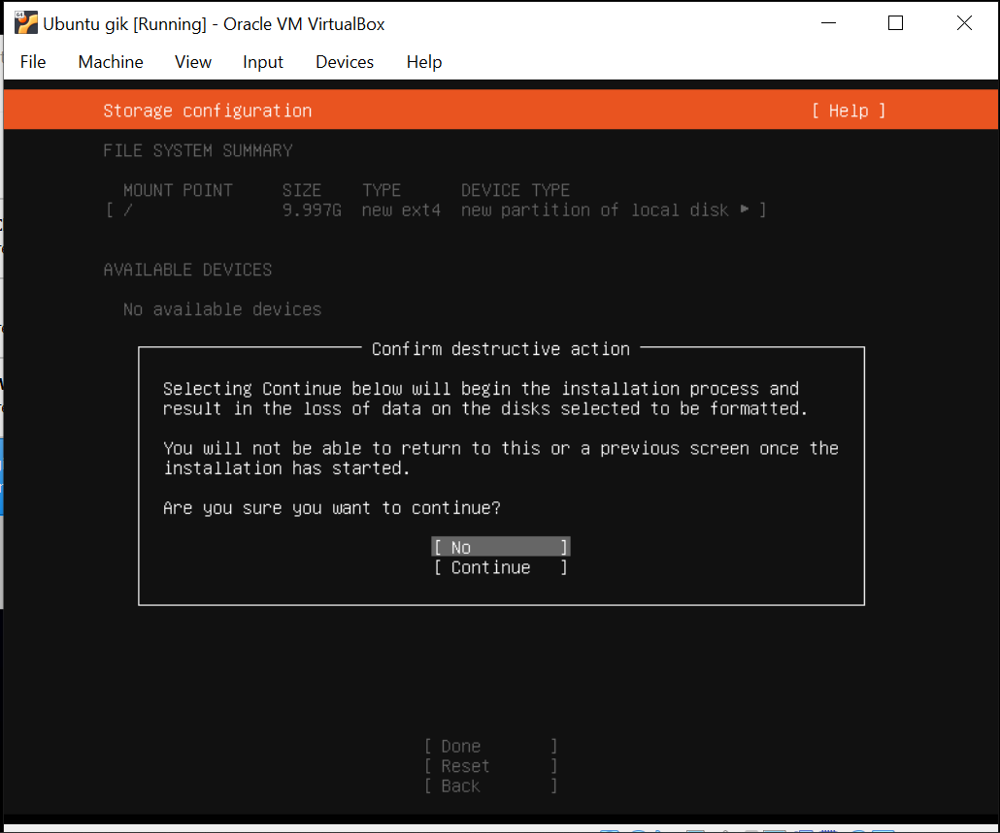 Ubuntu gik [Running] - Oracle VM VirtualBox
File Machine View Input Devices Help
Storage configuration [ Help ]
FILE SYSTEM SUMMARY
MOUNT POINT SIZE TYPE DEVICE TYPE
[ / 9.997G new ext4 new partition of local disk ▸ ]
AVAILABLE DEVICES
No available devices
Confirm destructive action
Selecting Continue below will begin the installation process and
result in the loss of data on the disks selected to be formatted.
You will not be able to return to this or a previous screen once the
installation has started.
Are you sure you want to continue?
[ No ]
[ Continue ]
[ Done ]
[ Reset ]
[ Back ]